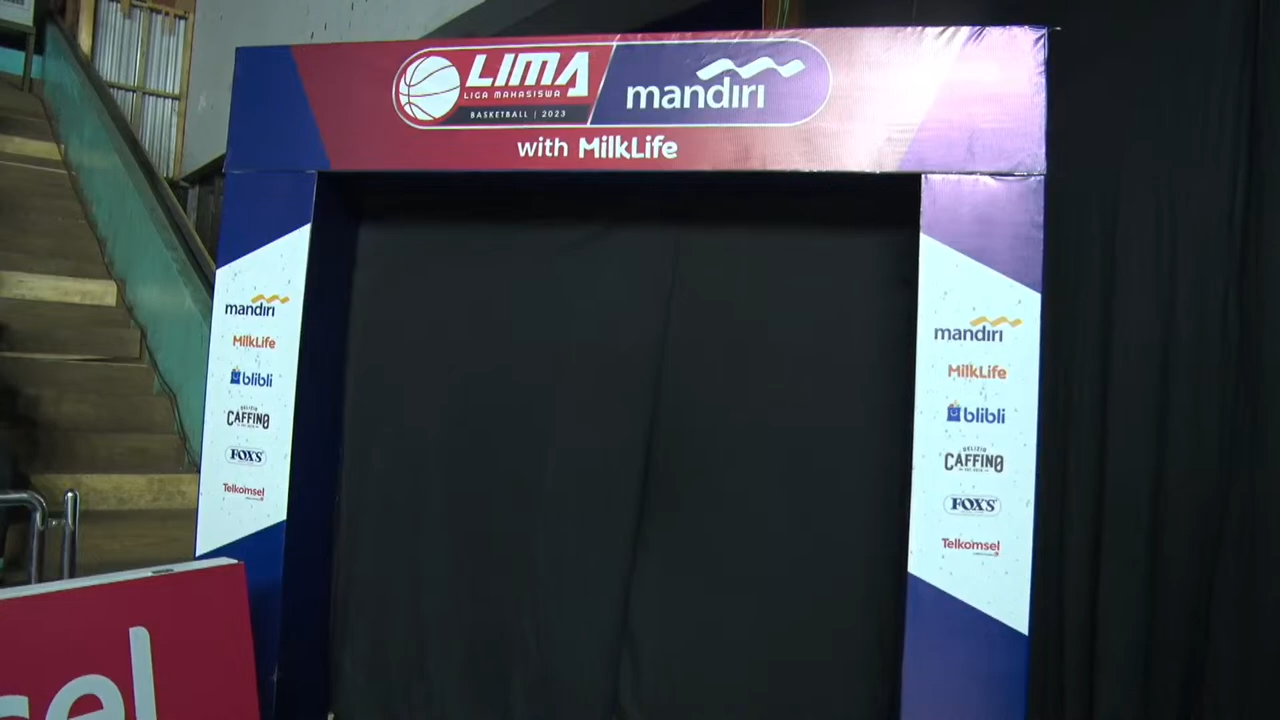 LIMA
LIGA MAHASISWA
BASKETBALL | 2023
mandiri
with MilkLife
mandiri
MilkLife
blibli
DELIZIO
CAFFINO
FOX'S
Telkomsel
mandiri
MilkLife
blibli
DELIZIO
CAFFINO
FOX'S
Telkomsel
sel